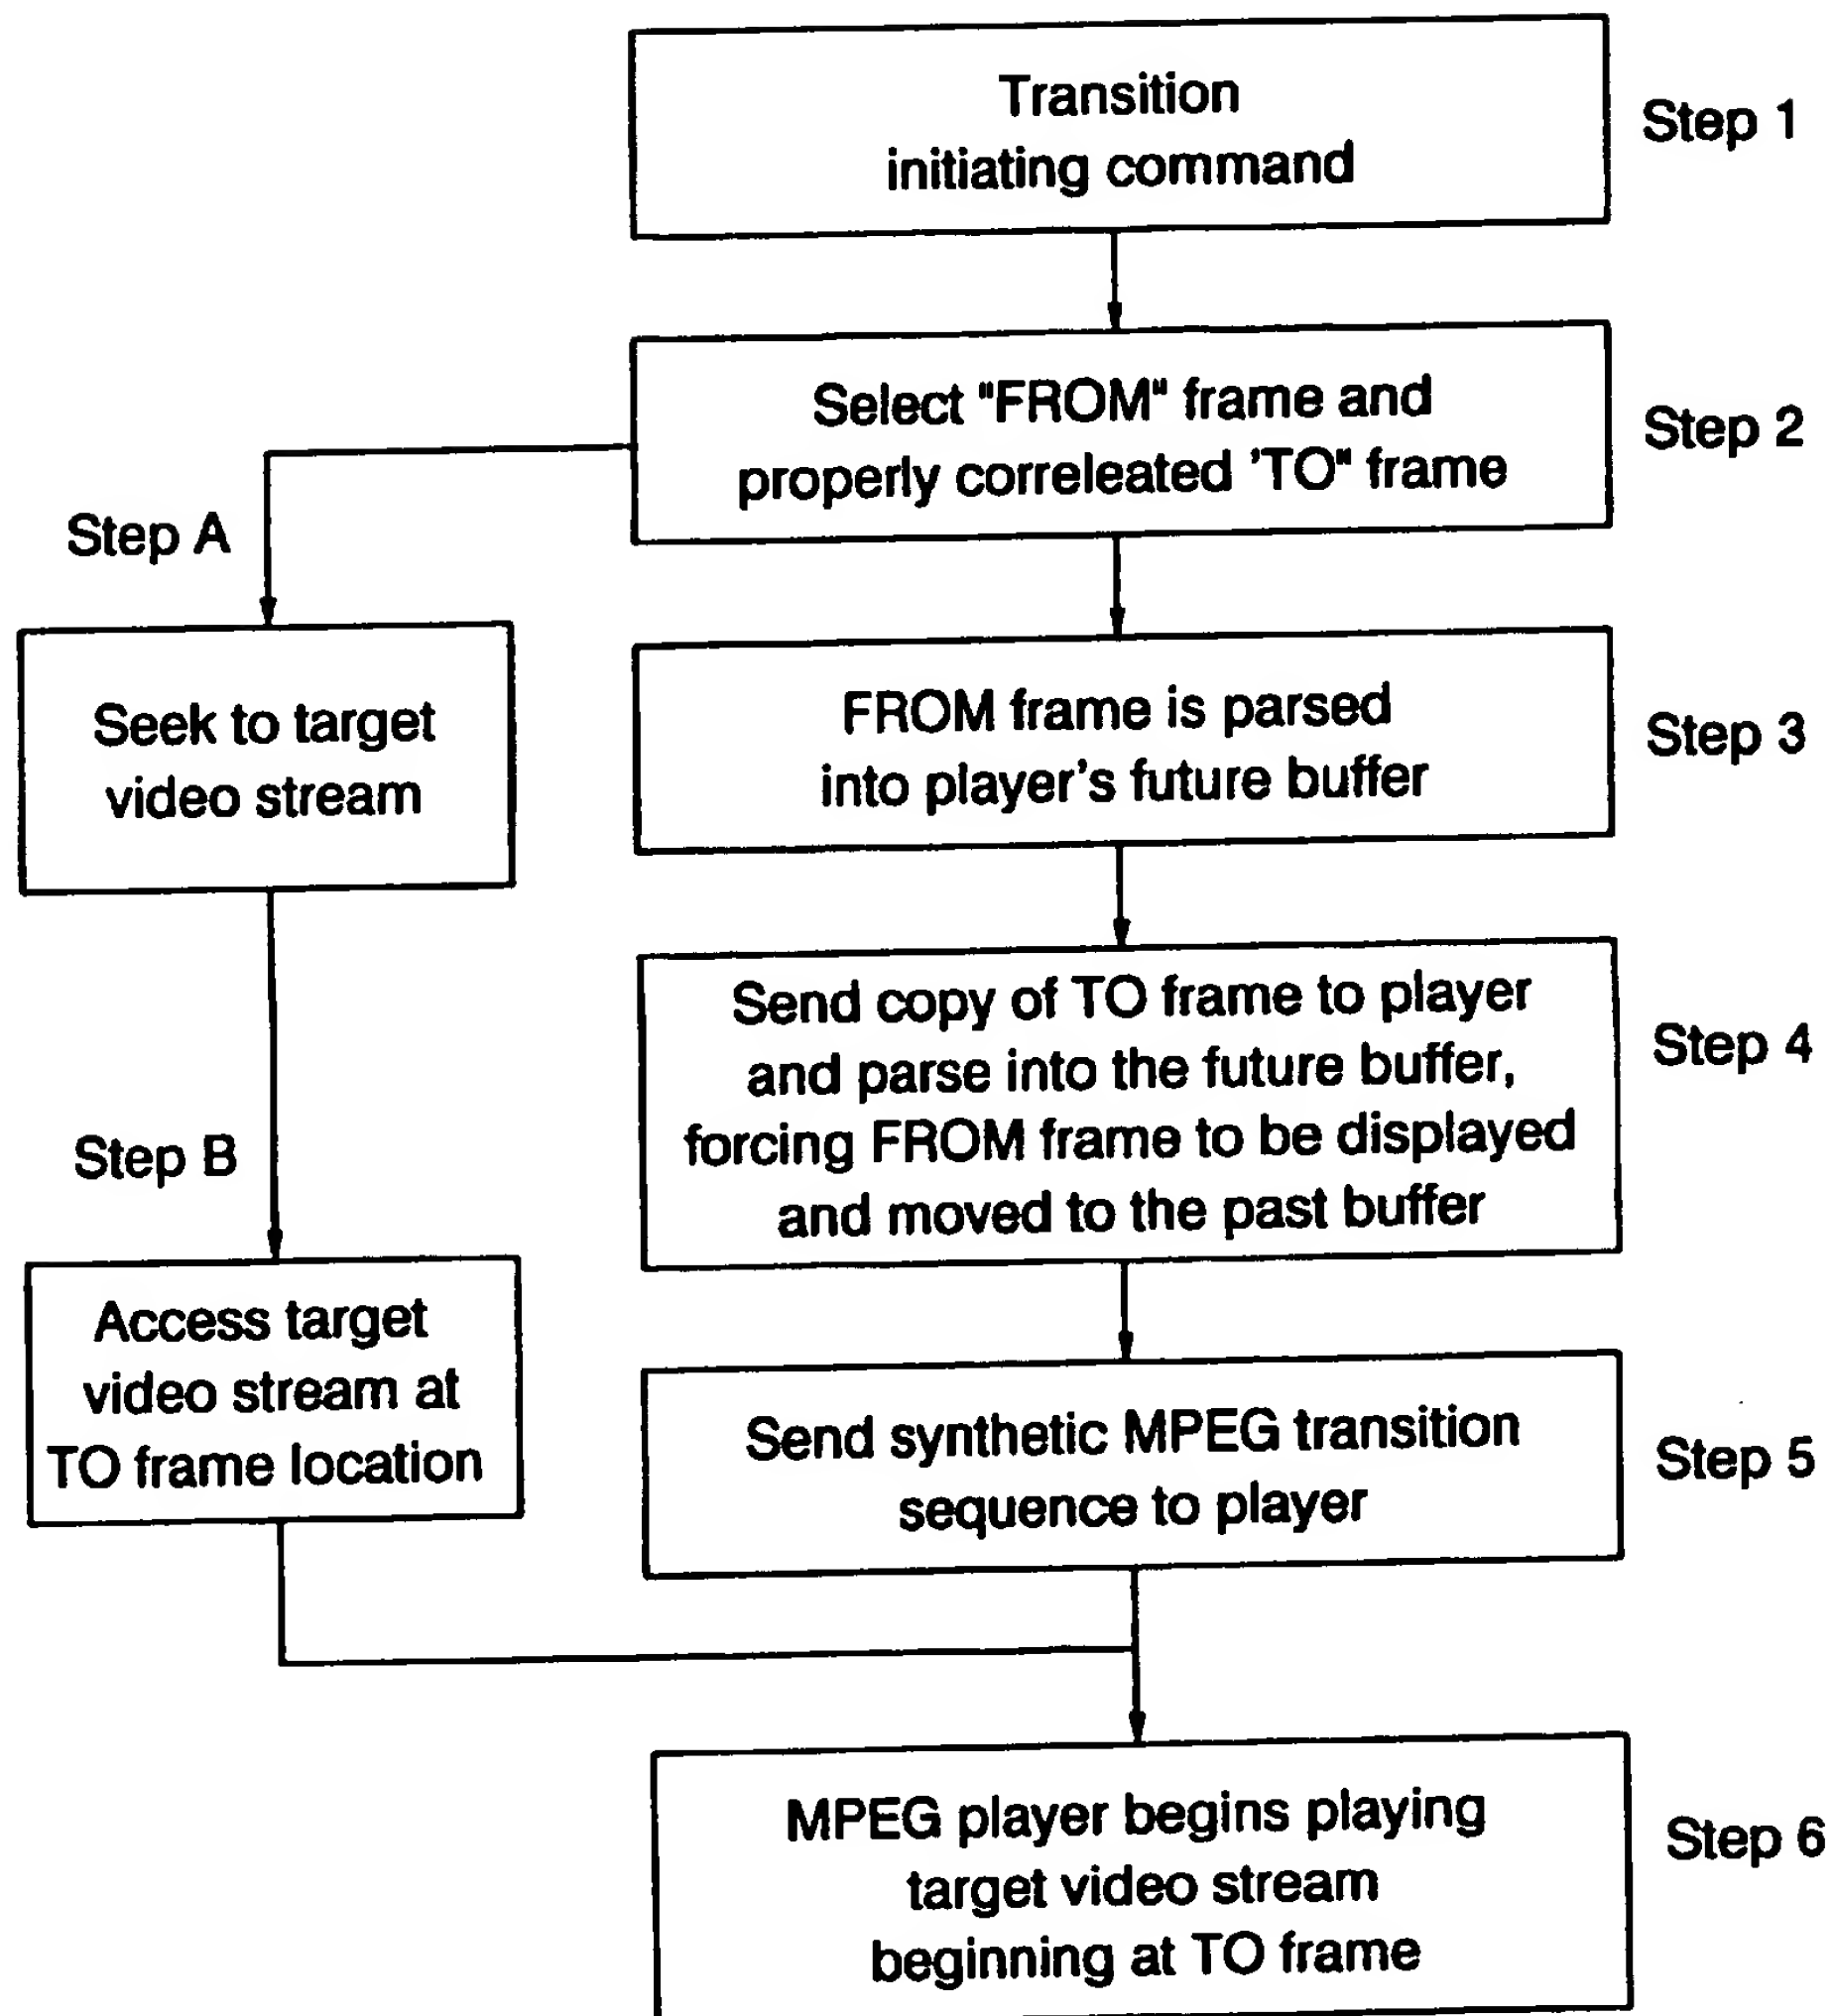 Transition
initiating command
Step 1
Select "FROM" frame and
properly correleated 'TO" frame
Step 2
Step A
Seek to target
video stream
FROM frame is parsed
into player's future buffer
Step 3
Send copy of TO frame to player
and parse into the future buffer,
forcing FROM frame to be displayed
and moved to the past buffer
Step 4
Step B
Access target
video stream at
TO frame location
Send synthetic MPEG transition
sequence to player
Step 5
MPEG player begins playing
target video stream
beginning at TO frame
Step 6